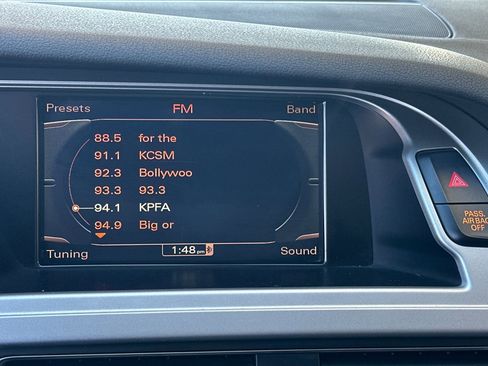 Presets FM Band
88.5 for the
91.1 KCSM
92.3 Bollywoo
93.3 93.3
94.1 KPFA
94.9 Big or
Tuning 1:48 pm Sound
PASS.
AIR BAG
OFF